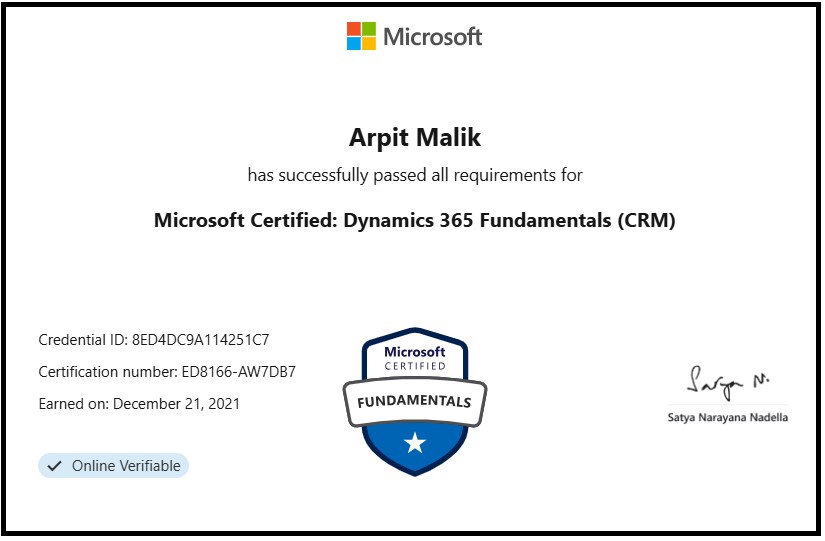 Microsoft
Arpit Malik
has successfully passed all requirements for
Microsoft Certified: Dynamics 365 Fundamentals (CRM)
Credential ID: 8ED4DC9A114251C7
Certification number: ED8166-AW7DB7
Earned on: December 21, 2021
Online Verifiable
Microsoft
CERTIFIED
FUNDAMENTALS
Satya N.
Satya Narayana Nadella